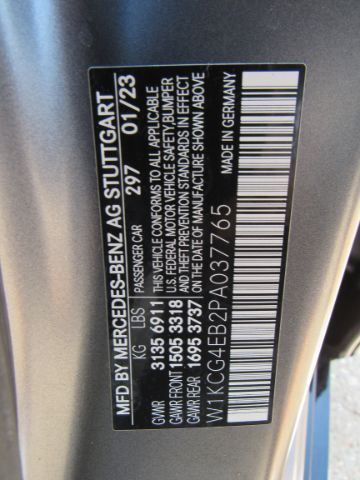 MFD BY MERCEDES-BENZ AG STUTTGART
PASSENGER CAR 297 01/23
KG LBS
GVWR 3135 6911
GAWR FRONT 1505 3318
GAWR REAR 1695 3737
THIS VEHICLE CONFORMS TO ALL APPLICABLE
U.S. FEDERAL MOTOR VEHICLE SAFETY,BUMPER
AND THEFT PREVENTION STANDARDS IN EFFECT
ON THE DATE OF MANUFACTURE SHOWN ABOVE
W1KCG4EB2PA037765
MADE IN GERMANY